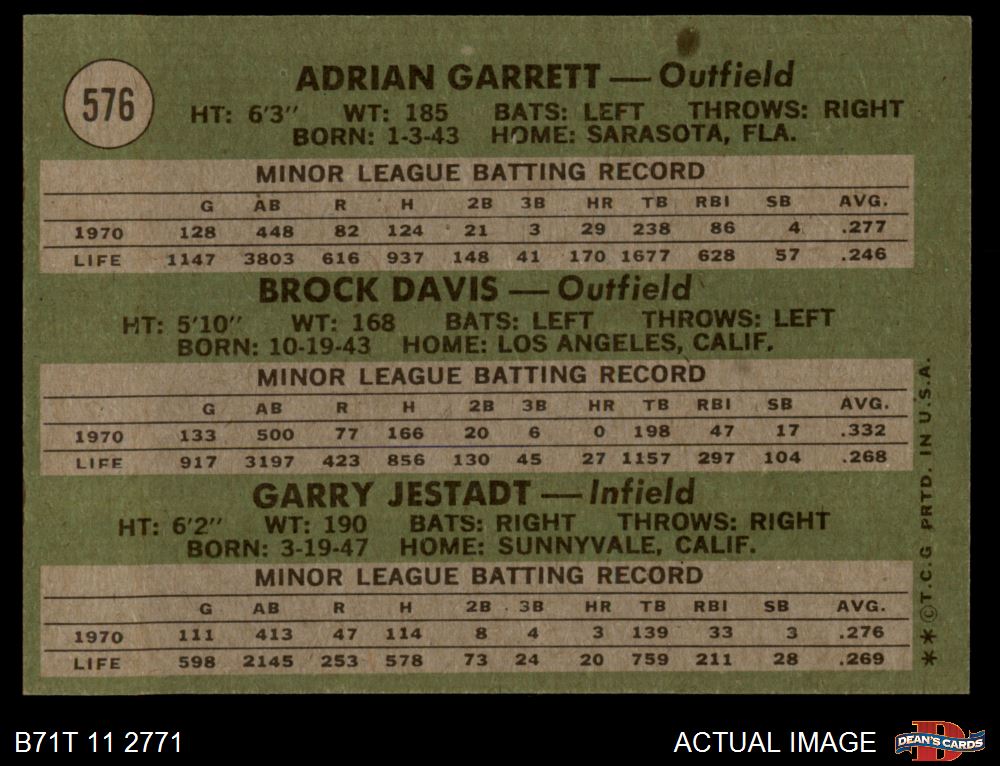 576
ADRIAN GARRETT — Outfield
HT: 6'3" WT: 185 BATS: LEFT THROWS: RIGHT
BORN: 1-3-43 HOME: SARASOTA, FLA.
MINOR LEAGUE BATTING RECORD
G AB R H 2B 3B HR TB RBI SB AVG.
1970 128 448 82 124 21 3 29 238 86 4 .277
LIFE 1147 3803 616 937 148 41 170 1677 628 57 .246
BROCK DAVIS — Outfield
HT: 5'10" WT: 168 BATS: LEFT THROWS: LEFT
BORN: 10-19-43 HOME: LOS ANGELES, CALIF.
MINOR LEAGUE BATTING RECORD
G AB R H 2B 3B HR TB RBI SB AVG.
1970 133 500 77 166 20 6 0 198 47 17 .332
LIFE 917 3197 423 856 130 45 27 1157 297 104 .268
GARRY JESTADT — Infield
HT: 6'2" WT: 190 BATS: RIGHT THROWS: RIGHT
BORN: 3-19-47 HOME: SUNNYVALE, CALIF.
MINOR LEAGUE BATTING RECORD
G AB R H 2B 3B HR TB RBI SB AVG.
1970 111 413 47 114 8 4 3 139 33 3 .276
LIFE 598 2145 253 578 73 24 20 759 211 28 .269
**©T.C.G PRTD. IN U.S.A.
B71T 11 2771
ACTUAL IMAGE
DEAN'S CARDS